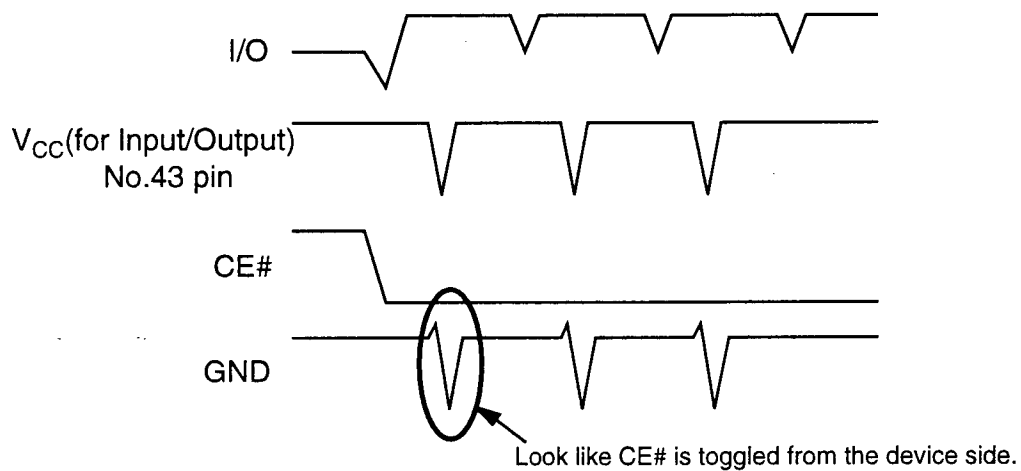 I/O
VCC(for Input/Output)
No.43 pin
CE#
GND
Look like CE# is toggled from the device side.